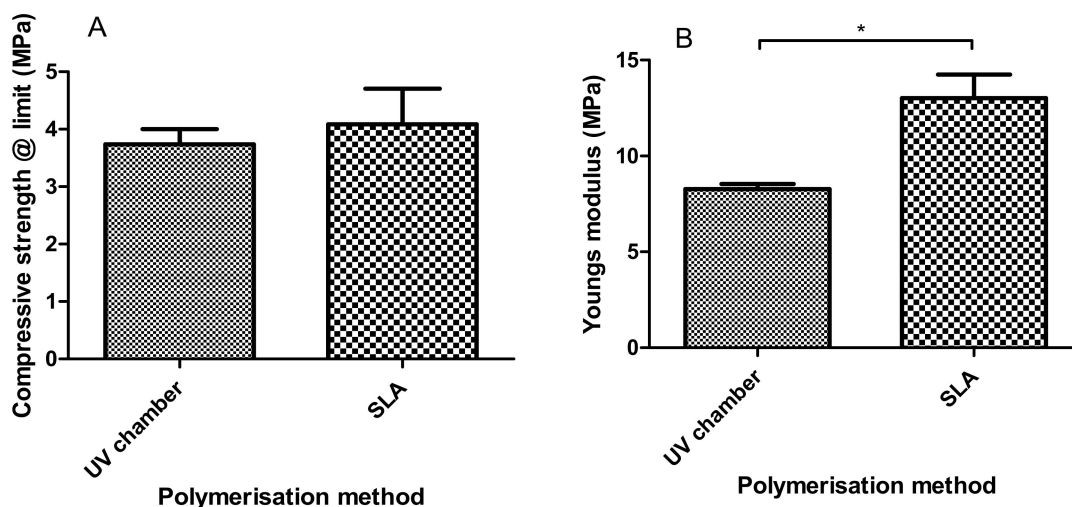 A
Compressive strength @ limit (MPa)
5
4
3
2
1
0
UV chamber
SLA
Polymerisation method
B
*
Youngs modulus (MPa)
15
10
5
0
UV chamber
SLA
Polymerisation method